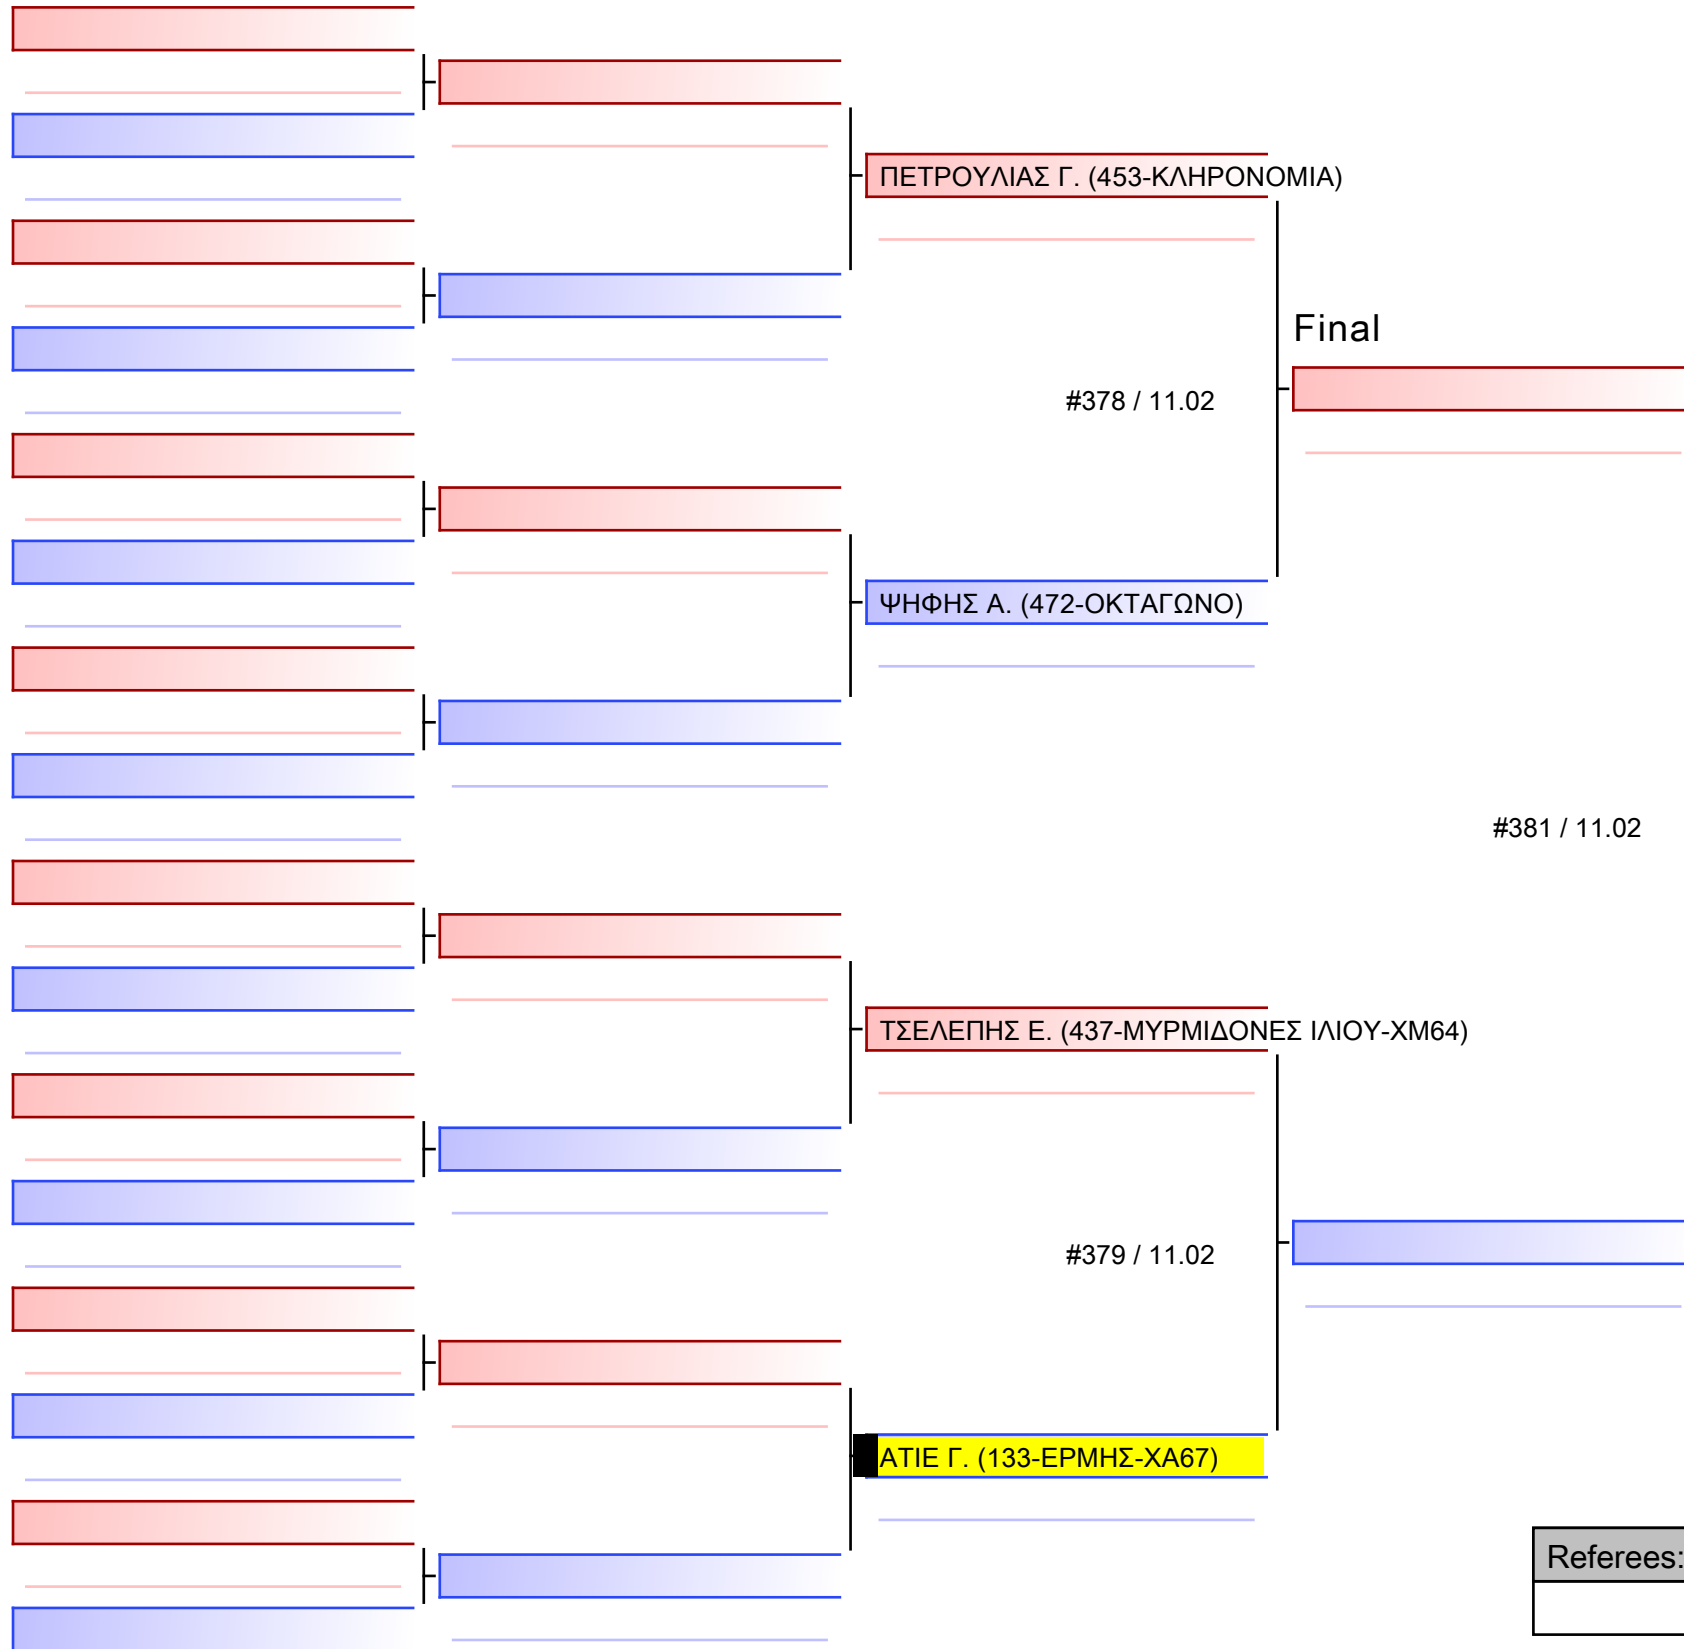 ΠΕΤΡΟΥΛΙΑΣ Γ. (453-ΚΛΗΡΟΝΟΜΙΑ)
Final
#378 / 11.02
ΨΗΦΗΣ Α. (472-ΟΚΤΑΓΩΝΟ)
#381 / 11.02
ΤΣΕΛΕΠΗΣ Ε. (437-ΜΥΡΜΙΔΟΝΕΣ ΙΛΙΟΥ-ΧΜ64)
#379 / 11.02
ΑΤΙΕ Γ. (133-ΕΡΜΗΣ-ΧΑ67)
Referees: